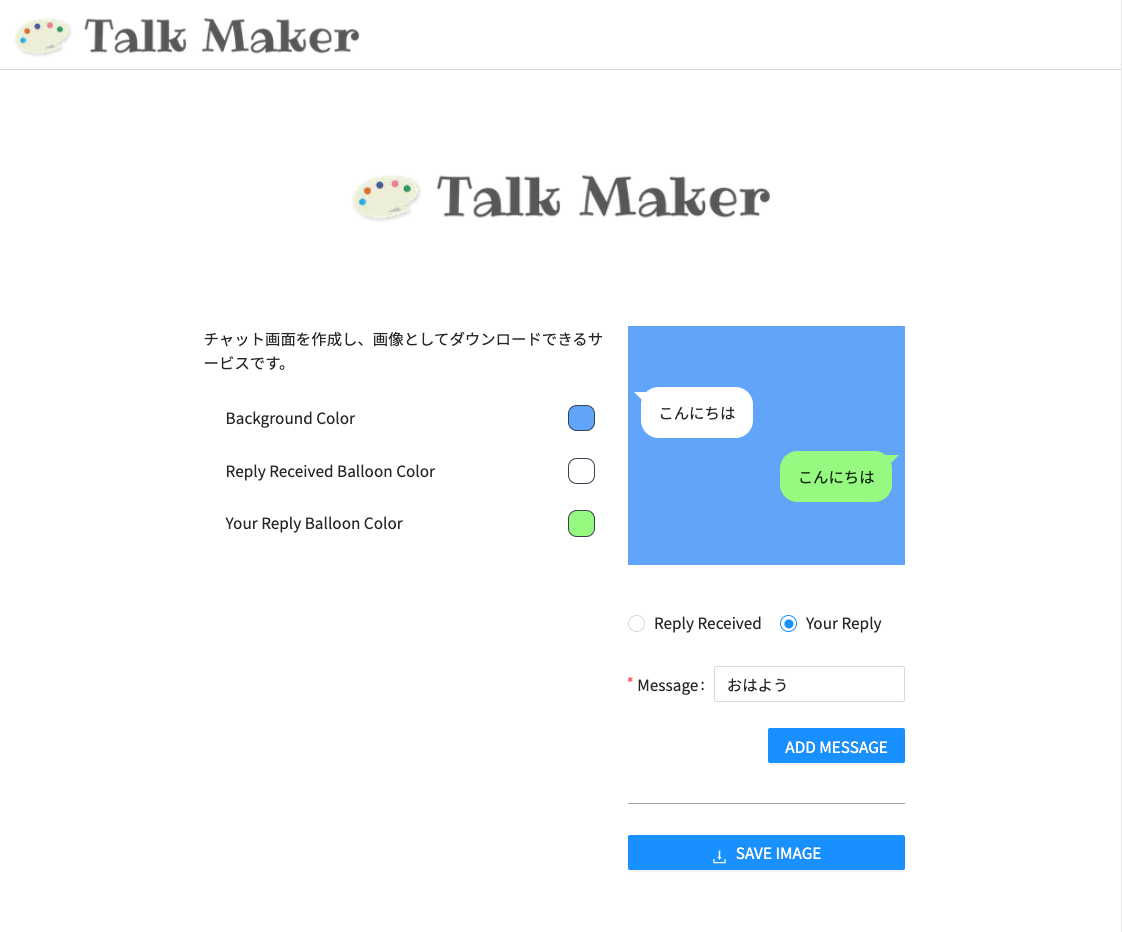 Talk Maker
Talk Maker
チャット画面を作成し、画像としてダウンロードできるサ
ービスです。
Background Color
Reply Received Balloon Color
Your Reply Balloon Color
こんにちは
こんにちは
Reply Received Your Reply
* Message: おはよう
ADD MESSAGE
SAVE IMAGE